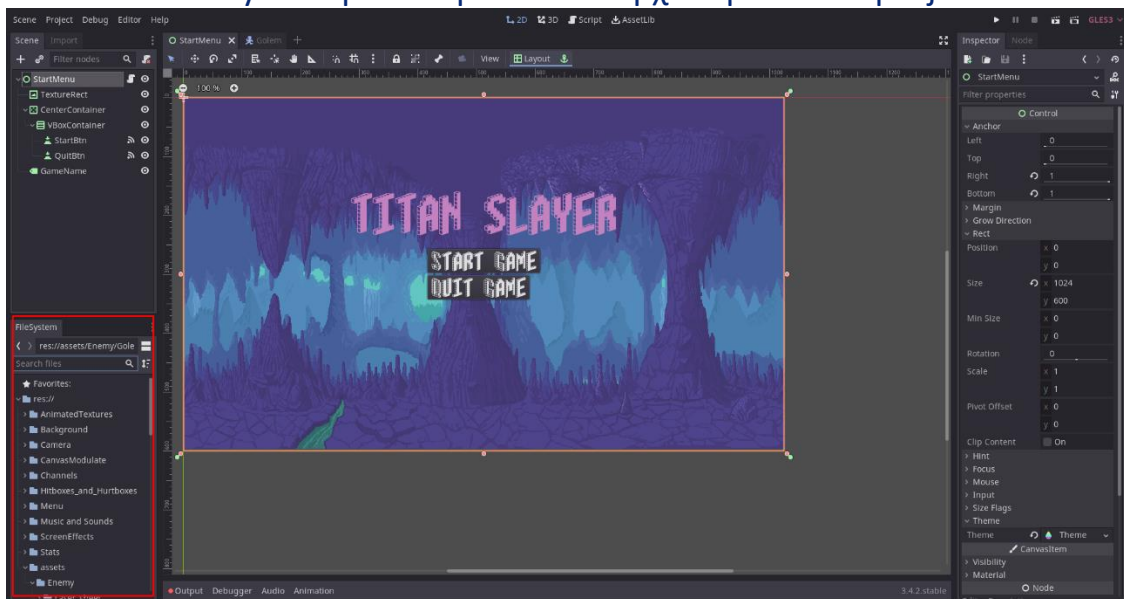 Scene Project Debug Editor Help
2D 3D Script AssetLib
GLES3
Scene Import
StartMenu Golem
Inspector Node
Filter nodes
View Layout
StartMenu
StartMenu
TextureRect
CenterContainer
VBoxContainer
StartBtn
QuitBtn
GameName
100 %
Filter properties
Control
Anchor
Left 0
Top 0
Right 1
Bottom 1
Margin
Grow Direction
Rect
Position x 0
y 0
Size x 1024
y 600
Min Size x 0
y 0
Rotation 0
Scale x 1
y 1
Pivot Offset x 0
y 0
Clip Content On
Hint
Focus
Mouse
Input
Size Flags
Theme
Theme Theme
CanvasItem
Visibility
Material
Node
TITAN SLAYER
START GAME
QUIT GAME
FileSystem
res://assets/Enemy/Gole
Search files
Favorites:
res://
AnimatedTextures
Background
Camera
CanvasModulate
Channels
Hitboxes_and_Hurtboxes
Menu
Music and Sounds
ScreenEffects
Stats
assets
Enemy
Output Debugger Audio Animation
3.4.2.stable